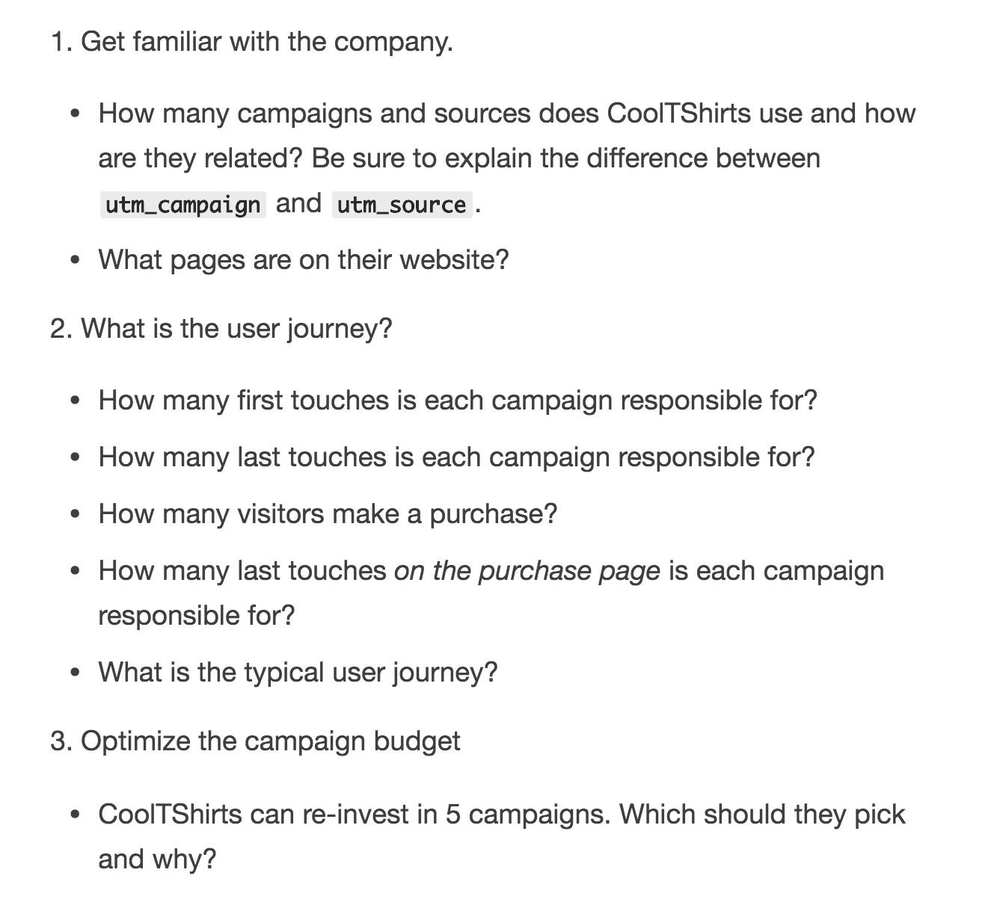 1. Get familiar with the company.
• How many campaigns and sources does CoolTShirts use and how
are they related? Be sure to explain the difference between
utm_campaign and utm_source.
• What pages are on their website?
2. What is the user journey?
• How many first touches is each campaign responsible for?
• How many last touches is each campaign responsible for?
• How many visitors make a purchase?
• How many last touches on the purchase page is each campaign
responsible for?
• What is the typical user journey?
3. Optimize the campaign budget
• CoolTShirts can re-invest in 5 campaigns. Which should they pick
and why?